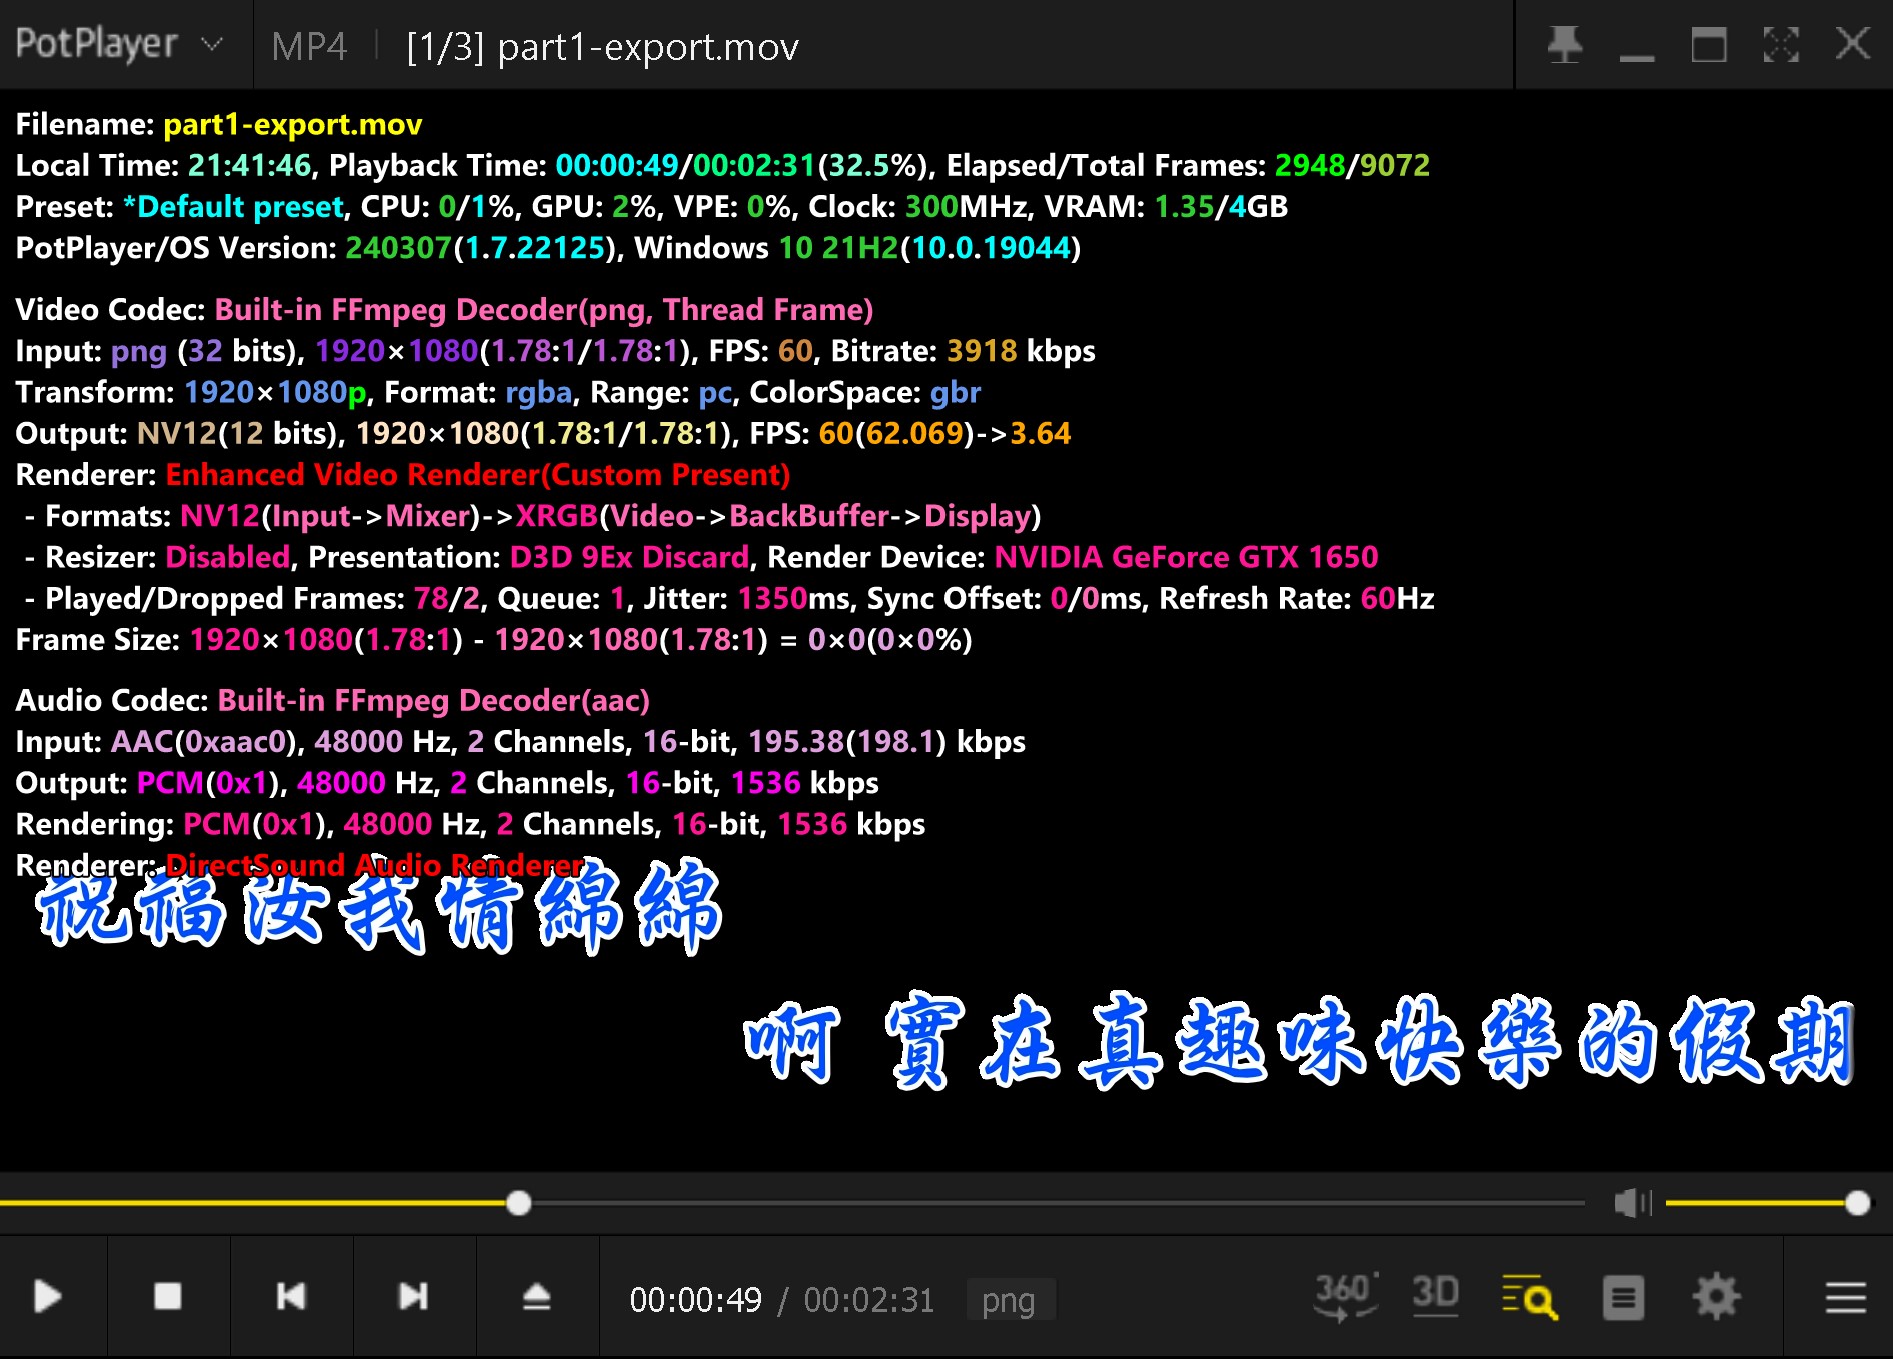 PotPlayer MP4 [1/3] part1-export.mov
Filename: part1-export.mov
Local Time: 21:41:46, Playback Time: 00:00:49/00:02:31(32.5%), Elapsed/Total Frames: 2948/9072
Preset: *Default preset, CPU: 0/1%, GPU: 2%, VPE: 0%, Clock: 300MHz, VRAM: 1.35/4GB
PotPlayer/OS Version: 240307(1.7.22125), Windows 10 21H2(10.0.19044)
Video Codec: Built-in FFmpeg Decoder(png, Thread Frame)
Input: png (32 bits), 1920×1080(1.78:1/1.78:1), FPS: 60, Bitrate: 3918 kbps
Transform: 1920×1080p, Format: rgba, Range: pc, ColorSpace: gbr
Output: NV12(12 bits), 1920×1080(1.78:1/1.78:1), FPS: 60(62.069)->3.64
Renderer: Enhanced Video Renderer(Custom Present)
- Formats: NV12(Input->Mixer)->XRGB(Video->BackBuffer->Display)
- Resizer: Disabled, Presentation: D3D 9Ex Discard, Render Device: NVIDIA GeForce GTX 1650
- Played/Dropped Frames: 78/2, Queue: 1, Jitter: 1350ms, Sync Offset: 0/0ms, Refresh Rate: 60Hz
Frame Size: 1920×1080(1.78:1) - 1920×1080(1.78:1) = 0×0(0×0%)
Audio Codec: Built-in FFmpeg Decoder(aac)
Input: AAC(0xaac0), 48000 Hz, 2 Channels, 16-bit, 195.38(198.1) kbps
Output: PCM(0x1), 48000 Hz, 2 Channels, 16-bit, 1536 kbps
Rendering: PCM(0x1), 48000 Hz, 2 Channels, 16-bit, 1536 kbps
Renderer: DirectSound Audio Renderer
祝福汝我情綿綿
啊 實在真趣味快樂的假期
00:00:49 / 00:02:31 png 360° 3D